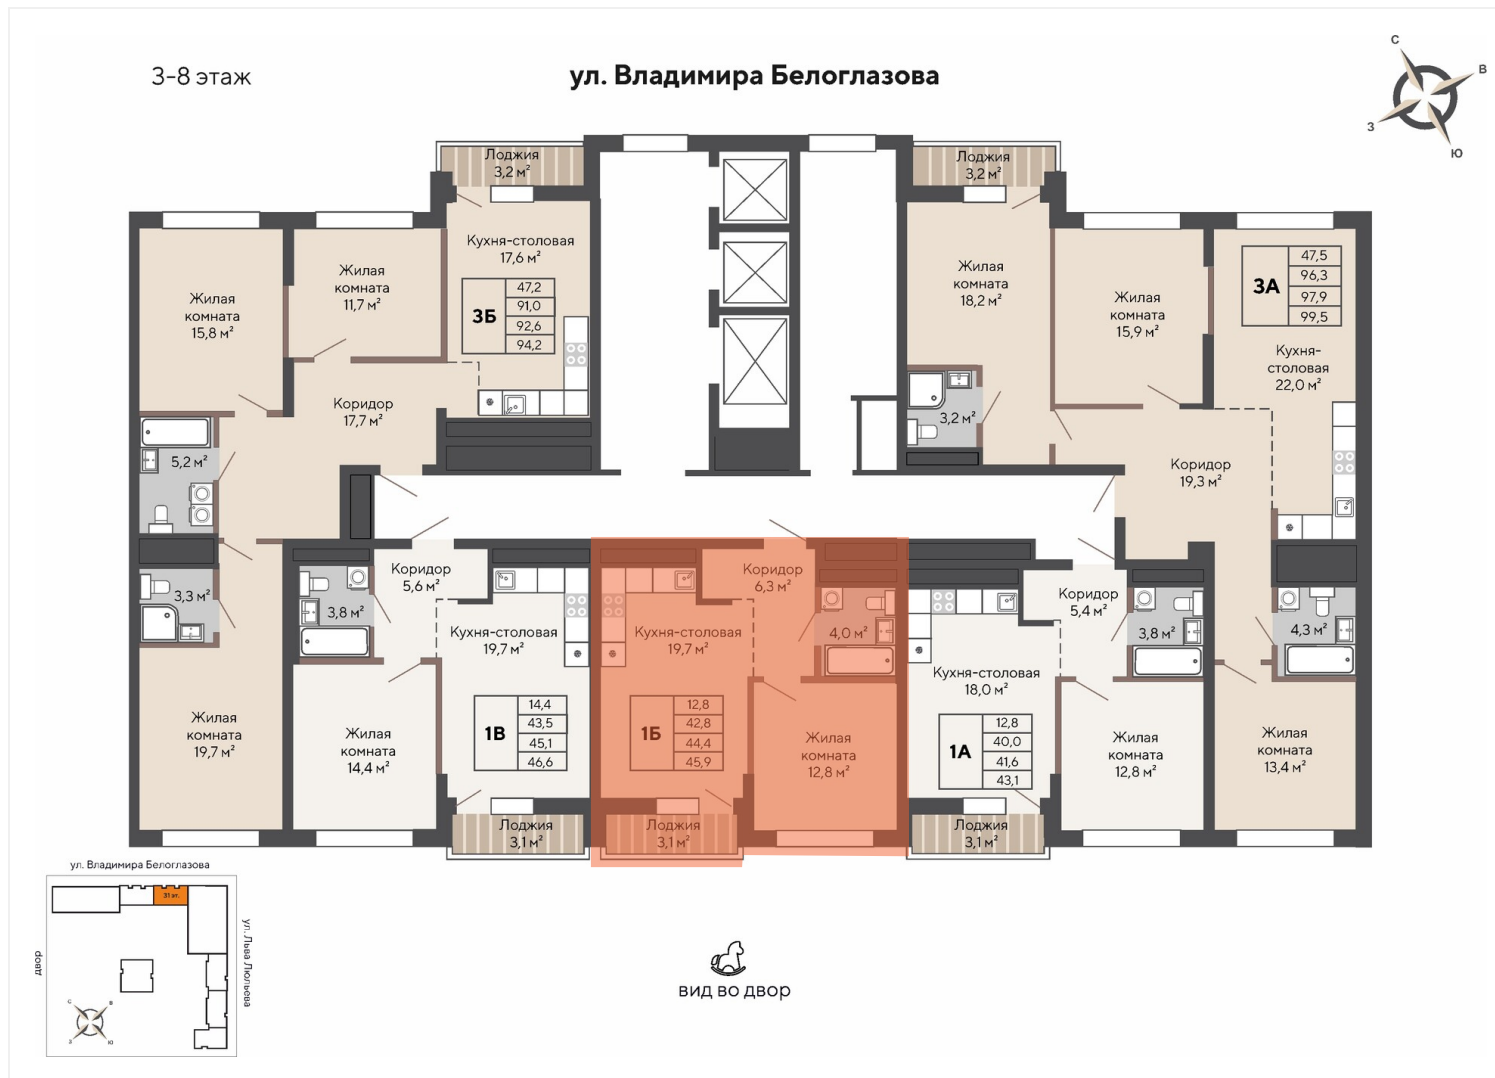 3-8 этаж
ул. Владимира Белоглазова
С
В
З
Ю
Лоджия
3,2 м²
Лоджия
3,2 м²
Жилая
комната
15,8 м²
Жилая
комната
11,7 м²
Кухня-столовая
17,6 м²
3Б
47,2
91,0
92,6
94,2
Коридор
17,7 м²
5,2 м²
3,3 м²
Жилая
комната
19,7 м²
Жилая
комната
18,2 м²
3,2 м²
Жилая
комната
15,9 м²
3А
47,5
96,3
97,9
99,5
Кухня-
столовая
22,0 м²
Коридор
19,3 м²
4,3 м²
Жилая
комната
13,4 м²
Коридор
5,6 м²
3,8 м²
Кухня-столовая
19,7 м²
Жилая
комната
14,4 м²
1В
14,4
43,5
45,1
46,6
Лоджия
3,1 м²
Коридор
6,3 м²
4,0 м²
Кухня-столовая
19,7 м²
1Б
12,8
42,8
44,4
45,9
Жилая
комната
12,8 м²
Лоджия
3,1 м²
Коридор
5,4 м²
3,8 м²
Кухня-столовая
18,0 м²
1А
12,8
40,0
41,6
43,1
Жилая
комната
12,8 м²
Лоджия
3,1 м²
ул. Владимира Белоглазова
31 эт.
двор
ул. Льва Люльева
С
В
З
Ю
вид во двор